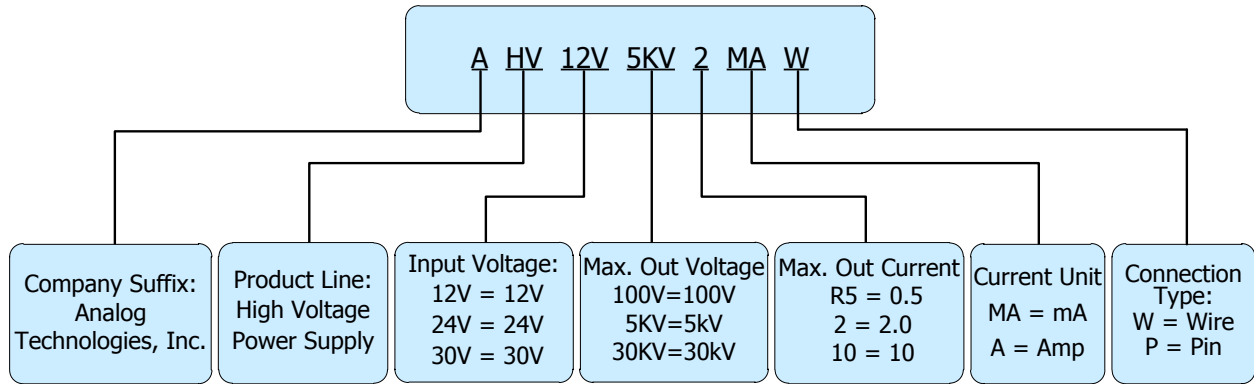 A HV 12V 5KV 2 MA W
Company Suffix:
Analog
Technologies, Inc.
Product Line:
High Voltage
Power Supply
Input Voltage:
12V = 12V
24V = 24V
30V = 30V
Max. Out Voltage
100V=100V
5KV=5kV
30KV=30kV
Max. Out Current
R5 = 0.5
2 = 2.0
10 = 10
Current Unit
MA = mA
A = Amp
Connection
Type:
W = Wire
P = Pin